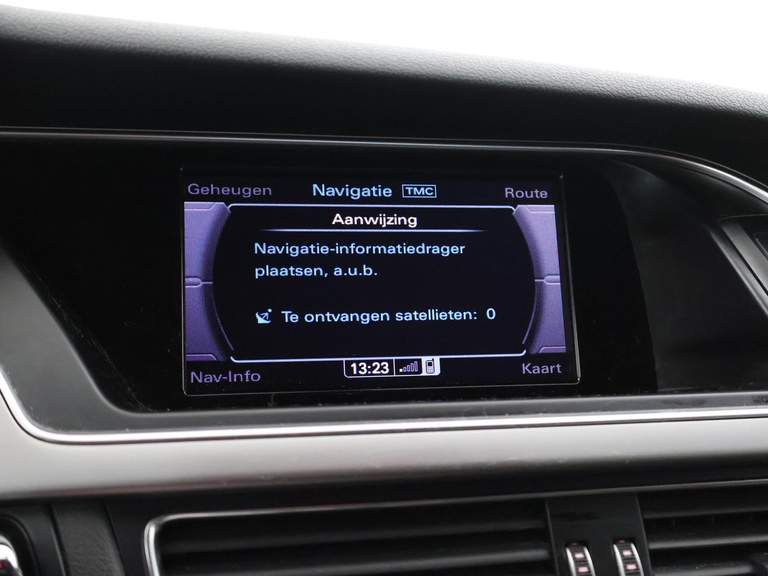 Geheugen Navigatie TMC Route
Aanwijzing
Navigatie-informatiedrager
plaatsen, a.u.b.
Te ontvangen satellieten: 0
Nav-Info 13:23 Kaart